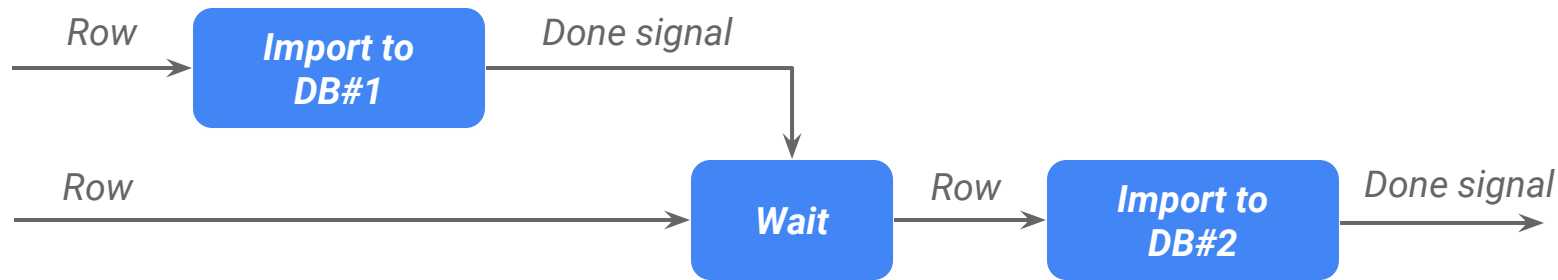 Row
Import to
DB#1
Done signal
Row
Wait
Row
Import to
DB#2
Done signal